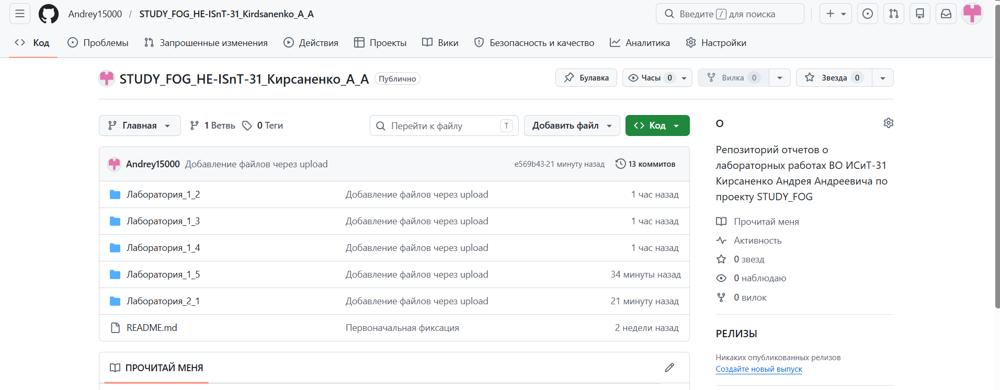 Andrey15000 / STUDY_FOG_HE-ISnT-31_Kirdsanenko_A_A
Введите / для поиска
Код Проблемы Запрошенные изменения Действия Проекты Вики Безопасность и качество Аналитика Настройки
STUDY_FOG_HE-ISnT-31_Кирсаненко_А_А Публично
Булавка Часы 0 Вилка 0 Звезда 0
Главная 1 Ветвь 0 Теги
Перейти к файлу T Добавить файл Код
Andrey15000 Добавление файлов через upload e569b43·21 минуту назад 13 коммитов
Лаборатория_1_2 Добавление файлов через upload 1 час назад
Лаборатория_1_3 Добавление файлов через upload 1 час назад
Лаборатория_1_4 Добавление файлов через upload 1 час назад
Лаборатория_1_5 Добавление файлов через upload 34 минуты назад
Лаборатория_2_1 Добавление файлов через upload 21 минуту назад
README.md Первоначальная фиксация 2 недели назад
ПРОЧИТАЙ МЕНЯ
О
Репозиторий отчетов о
лабораторных работах ВО ИСиТ-31
Кирсаненко Андрея Андреевича по
проекту STUDY_FOG
Прочитай меня
Активность
0 звезд
0 наблюдаю
0 вилок
РЕЛИЗЫ
Никаких опубликованных релизов
Создайте новый выпуск